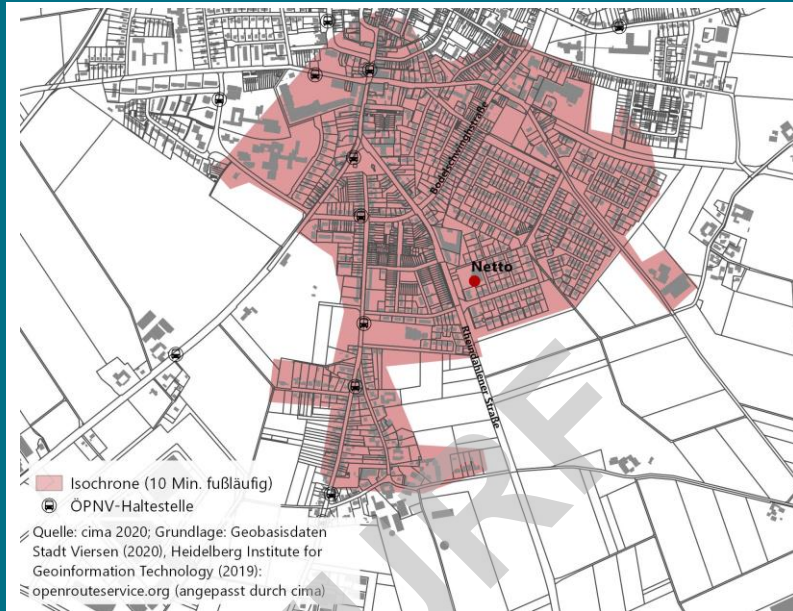 Bodelschwinghstraße
Netto
Rheindahlener Straße
Isochrone (10 Min. fußläufig)
ÖPNV-Haltestelle
Quelle: cima 2020; Grundlage: Geobasisdaten
Stadt Viersen (2020), Heidelberg Institute for
Geoinformation Technology (2019):
openrouteservice.org (angepasst durch cima)